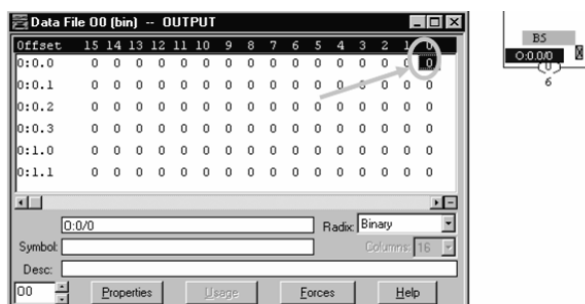 Data File O0 (bin) -- OUTPUT
Offset 15 14 13 12 11 10 9 8 7 6 5 4 3 2 1 0
O:0.0 0 0 0 0 0 0 0 0 0 0 0 0 0 0 0 0
O:0.1 0 0 0 0 0 0 0 0 0 0 0 0 0 0 0 0
O:0.2 0 0 0 0 0 0 0 0 0 0 0 0 0 0 0 0
O:0.3 0 0 0 0 0 0 0 0 0 0 0 0 0 0 0 0
O:1.0 0 0 0 0 0 0 0 0 0 0 0 0 0 0 0 0
O:1.1 0 0 0 0 0 0 0 0 0 0 0 0 0 0 0 0
O:0/0 Radix: Binary
Symbol: Columns: 16
Desc:
O0 Properties Usage Forces Help
B5
O:0.0/0
0
6